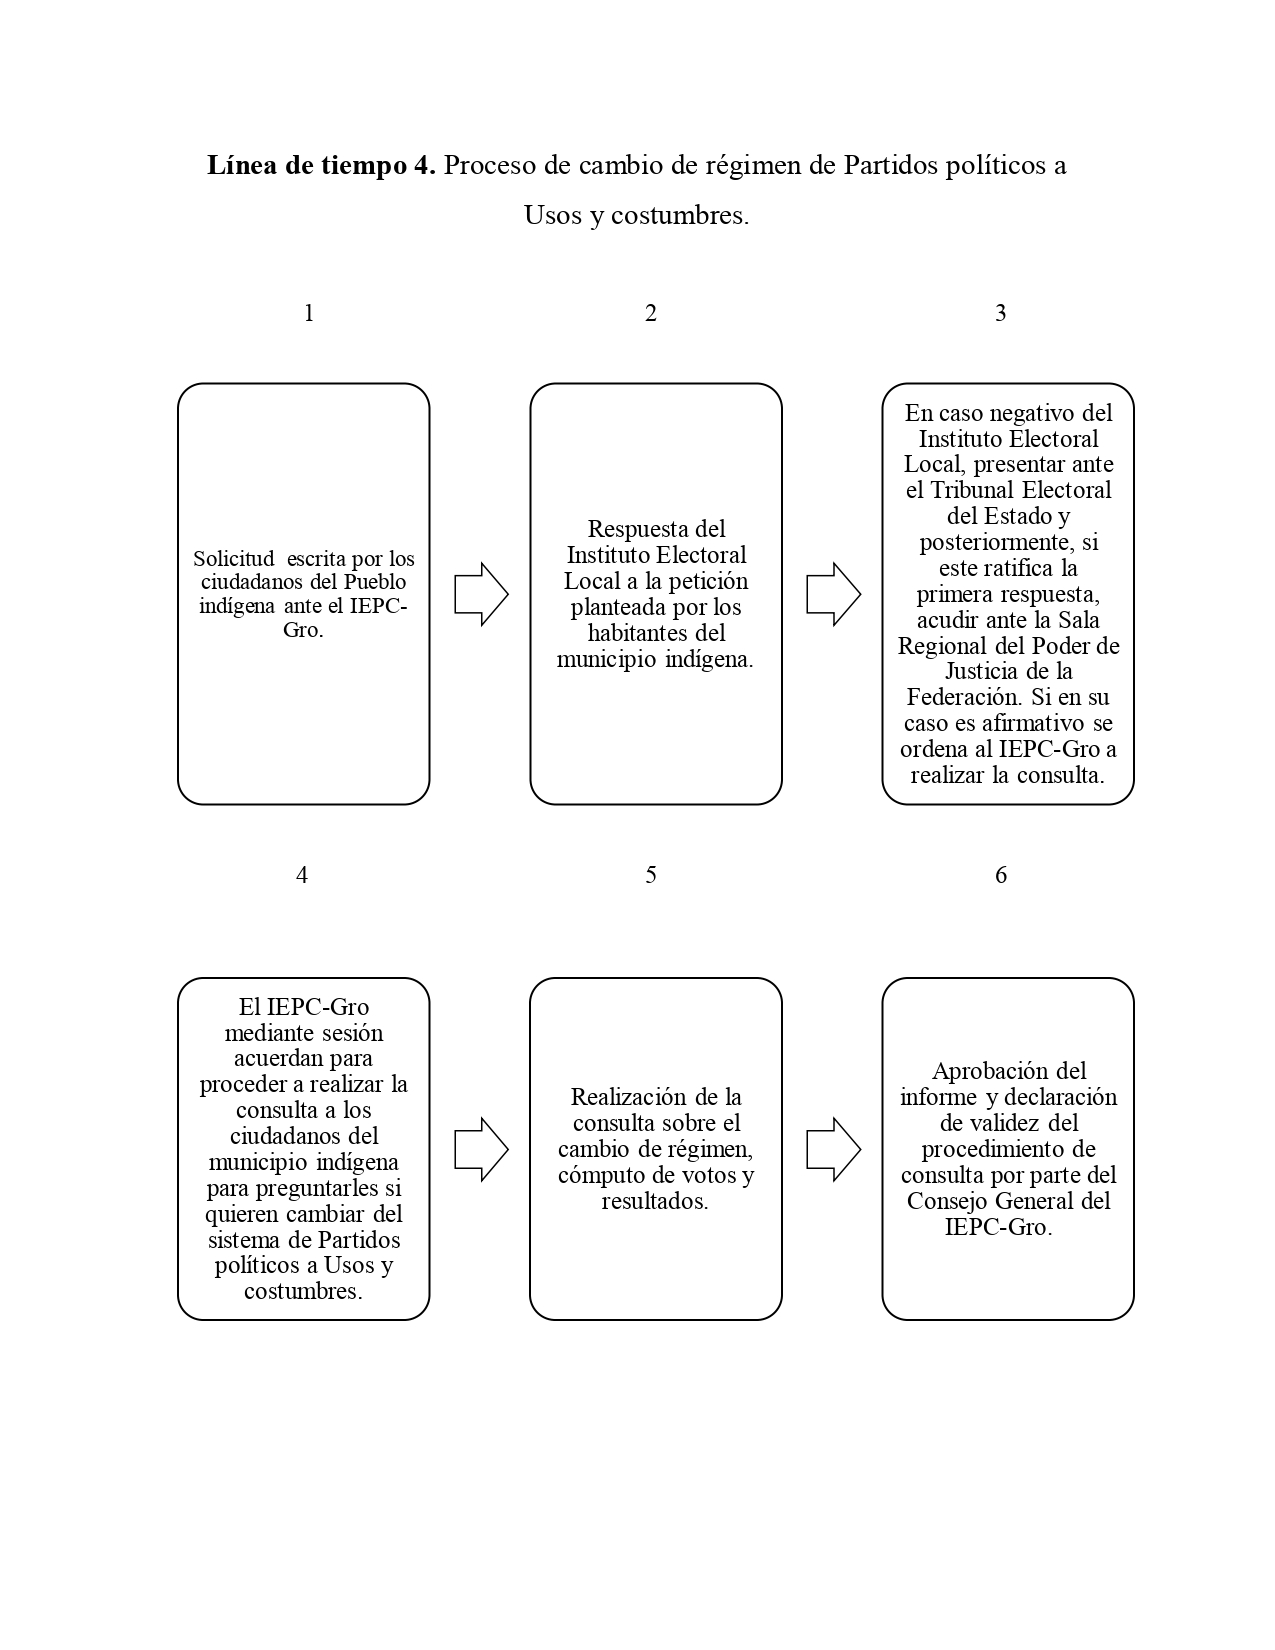 Línea de tiempo 4. Proceso de cambio de régimen de Partidos políticos a
Usos y costumbres.
1
2
3
Solicitud escrita por los
ciudadanos del Pueblo
indígena ante el IEPC-
Gro.
Respuesta del
Instituto Electoral
Local a la petición
planteada por los
habitantes del
municipio indígena.
En caso negativo del
Instituto Electoral
Local, presentar ante
el Tribunal Electoral
del Estado y
posteriormente, si
este ratifica la
primera respuesta,
acudir ante la Sala
Regional del Poder de
Justicia de la
Federación. Si en su
caso es afirmativo se
ordena al IEPC-Gro a
realizar la consulta.
4
5
6
El IEPC-Gro
mediante sesión
acuerdan para
proceder a realizar la
consulta a los
ciudadanos del
municipio indígena
para preguntarles si
quieren cambiar del
sistema de Partidos
políticos a Usos y
costumbres.
Realización de la
consulta sobre el
cambio de régimen,
cómputo de votos y
resultados.
Aprobación del
informe y declaración
de validez del
procedimiento de
consulta por parte del
Consejo General del
IEPC-Gro.